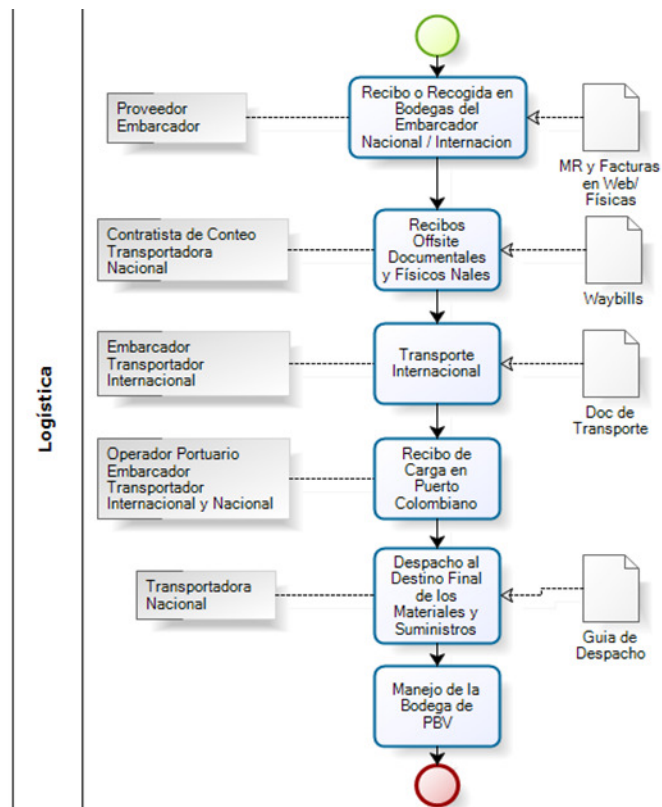 Logística
Proveedor
Embarcador
Recibo o Recogida en
Bodegas del
Embarcador
Nacional / Internacion
MR y Facturas
en Web/
Físicas
Contratista de Conteo
Transportadora
Nacional
Recibos
Offsite
Documentales
y Físicos Nales
Waybills
Embarcador
Transportador
Internacional
Transporte
Internacional
Doc de
Transporte
Operador Portuario
Embarcador
Transportador
Internacional y Nacional
Recibo de
Carga en
Puerto
Colombiano
Transportadora
Nacional
Despacho al
Destino Final
de los
Materiales y
Suministros
Guia de
Despacho
Manejo de la
Bodega de
PBV